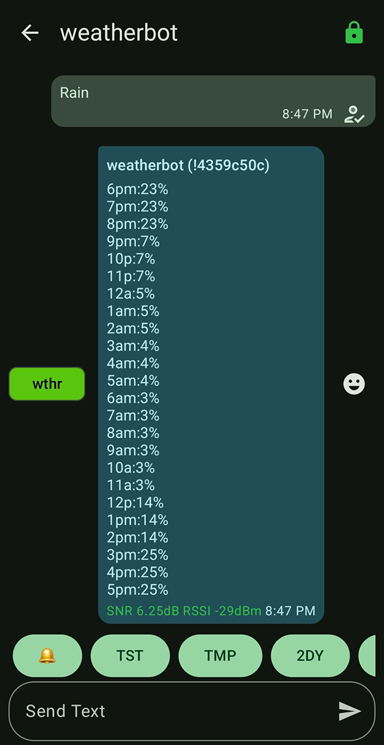 weatherbot
Rain
8:47 PM
weatherbot (!4359c50c)
6pm:23%
7pm:23%
8pm:23%
9pm:7%
10p:7%
11p:7%
12a:5%
1am:5%
2am:5%
3am:4%
4am:4%
5am:4%
6am:3%
7am:3%
8am:3%
9am:3%
10a:3%
11a:3%
12p:14%
1pm:14%
2pm:14%
3pm:25%
4pm:25%
5pm:25%
SNR 6.25dB RSSI -29dBm 8:47 PM
wthr
TST TMP 2DY
Send Text